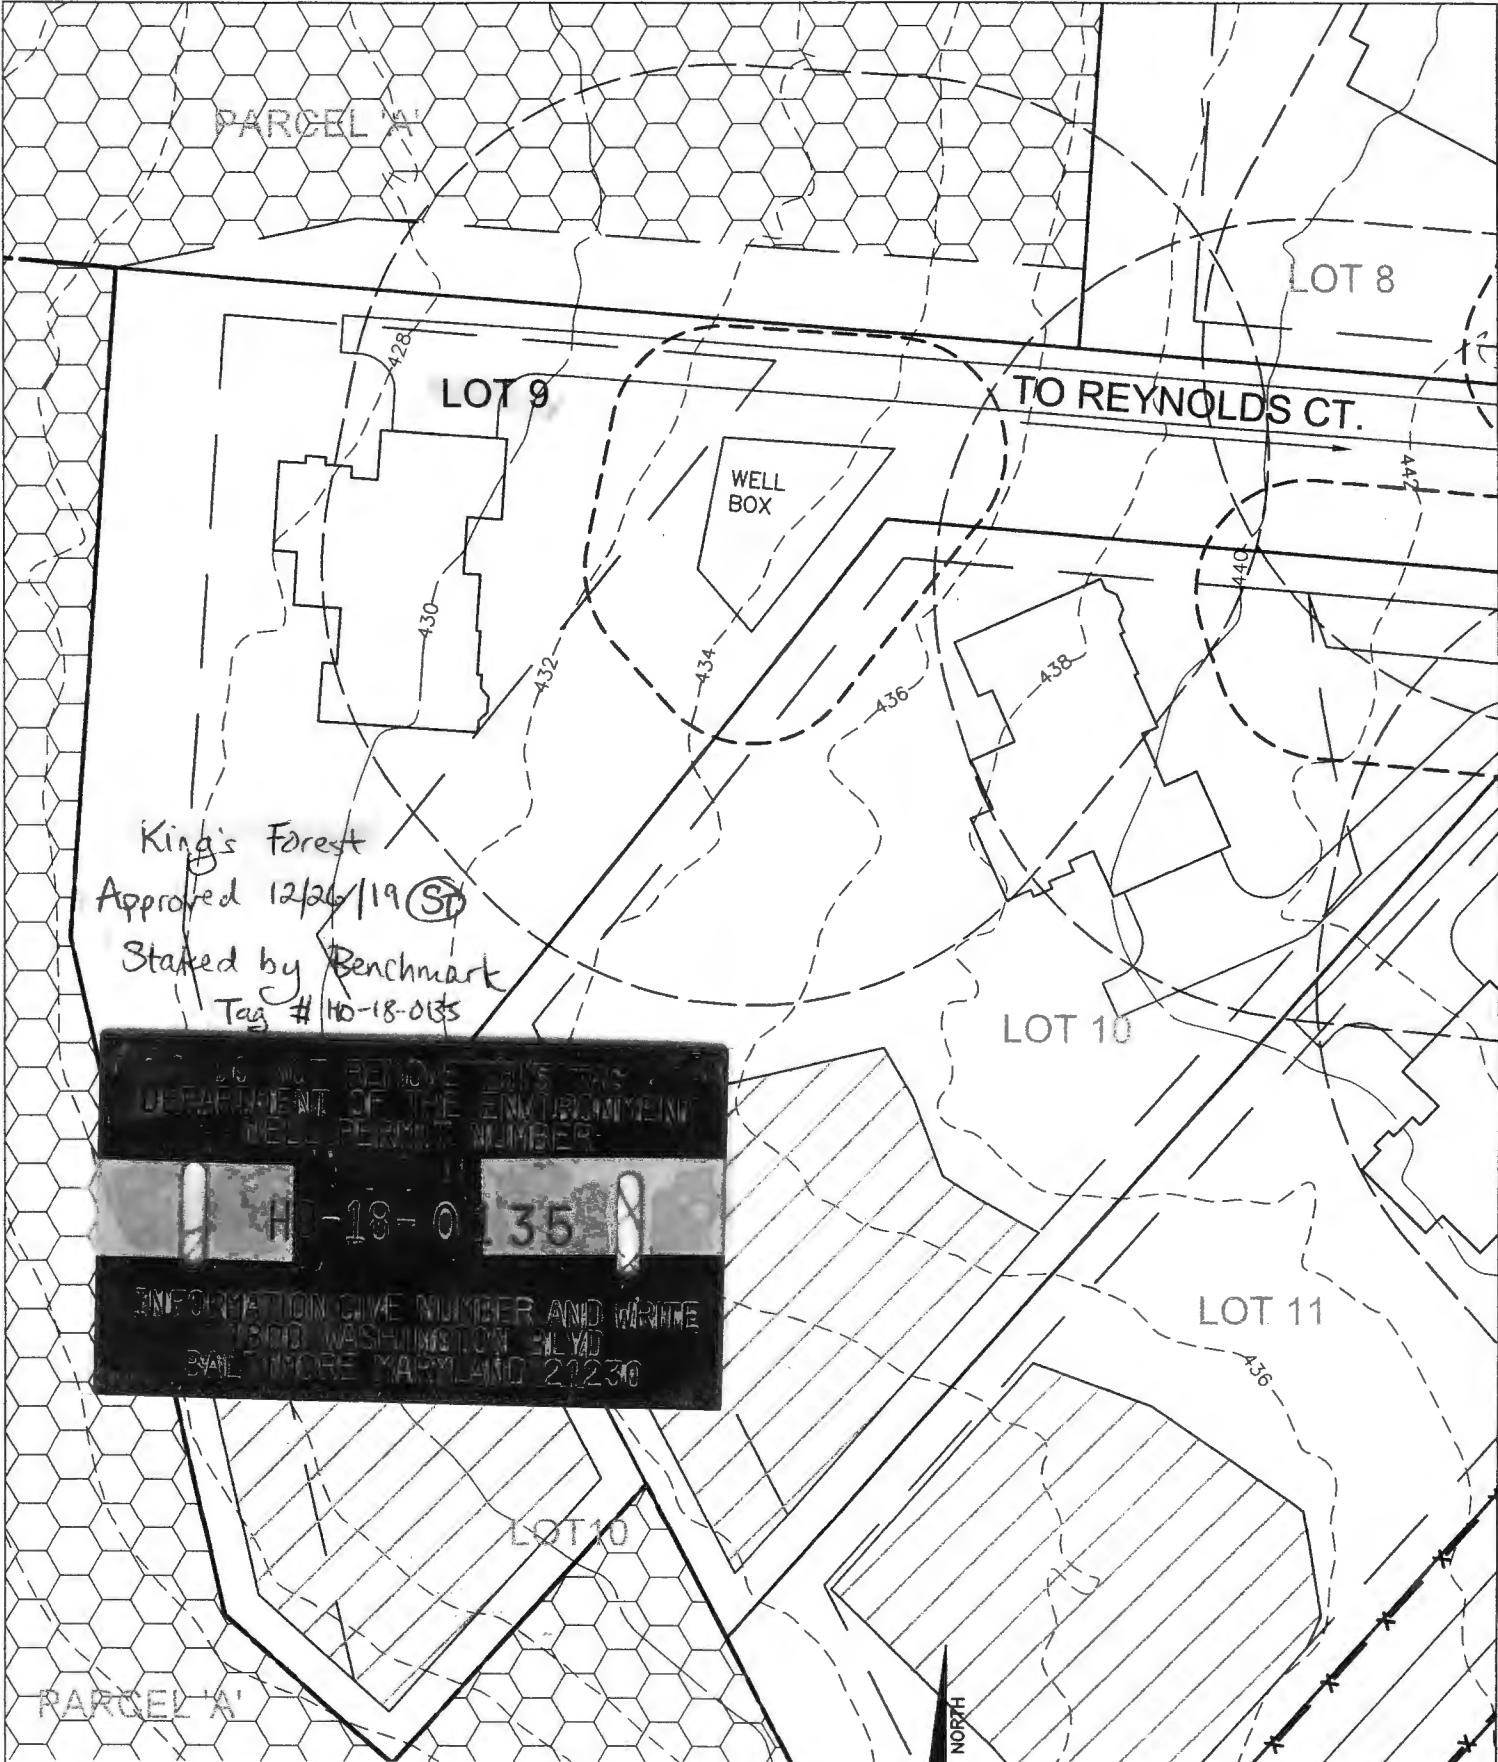 PARCEL 'A'
LOT 8
428
LOT 9
TO REYNOLDS CT.
442
WELL
BOX
440
430
432
434
436
438
King's Forest
Approved 12/26/19 ST
Staked by Benchmark
Tag # HO-18-0135
LOT 10
REMOVE THIS TAG
DEPARTMENT OF THE ENVIRONMENT
WELL PERMIT NUMBER
HO-18-0135
INFORMATION GIVE NUMBER AND WRITE
1800 WASHINGTON BLVD
BALTIMORE MARYLAND 21230
LOT 11
436
LOT 10
PARCEL 'A'
NORTH